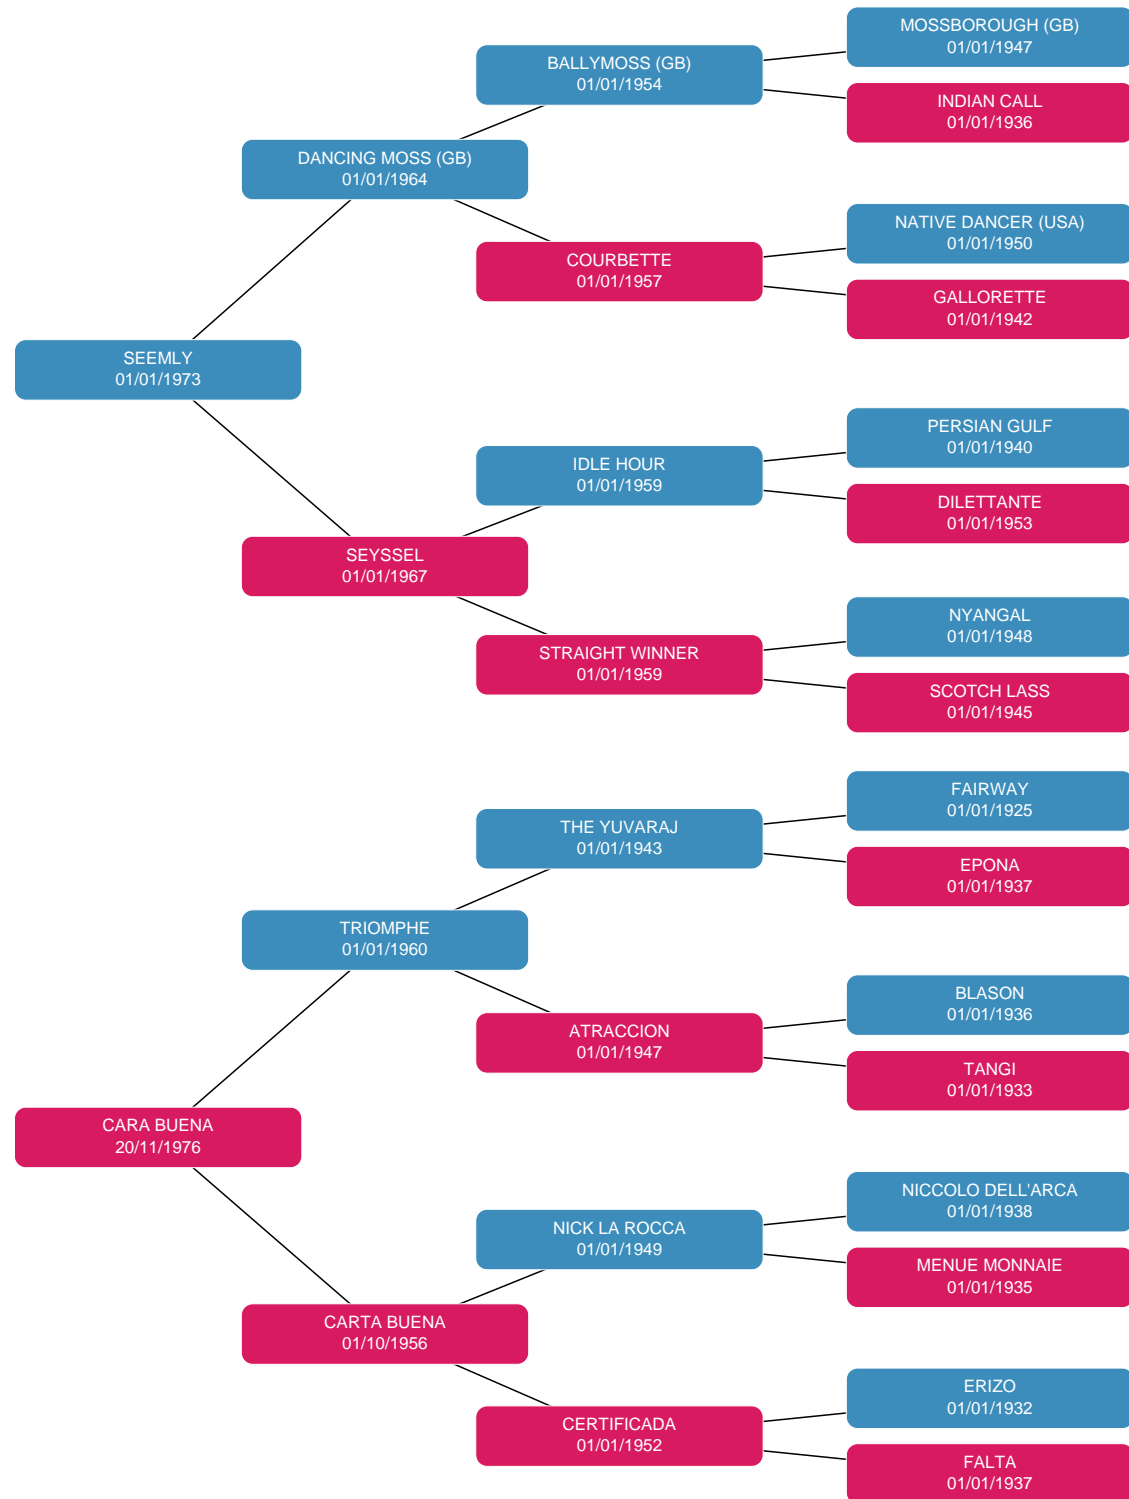 MOSSBOROUGH (GB)
01/01/1947
BALLYMOSS (GB)
01/01/1954
INDIAN CALL
01/01/1936
DANCING MOSS (GB)
01/01/1964
NATIVE DANCER (USA)
01/01/1950
COURBETTE
01/01/1957
GALLORETTE
01/01/1942
SEEMLY
01/01/1973
PERSIAN GULF
01/01/1940
IDLE HOUR
01/01/1959
DILETTANTE
01/01/1953
SEYSSEL
01/01/1967
NYANGAL
01/01/1948
STRAIGHT WINNER
01/01/1959
SCOTCH LASS
01/01/1945
FAIRWAY
01/01/1925
THE YUVARAJ
01/01/1943
EPONA
01/01/1937
TRIOMPHE
01/01/1960
BLASON
01/01/1936
ATRACCION
01/01/1947
TANGI
01/01/1933
CARA BUENA
20/11/1976
NICCOLO DELL'ARCA
01/01/1938
NICK LA ROCCA
01/01/1949
MENUE MONNAIE
01/01/1935
CARTA BUENA
01/10/1956
ERIZO
01/01/1932
CERTIFICADA
01/01/1952
FALTA
01/01/1937